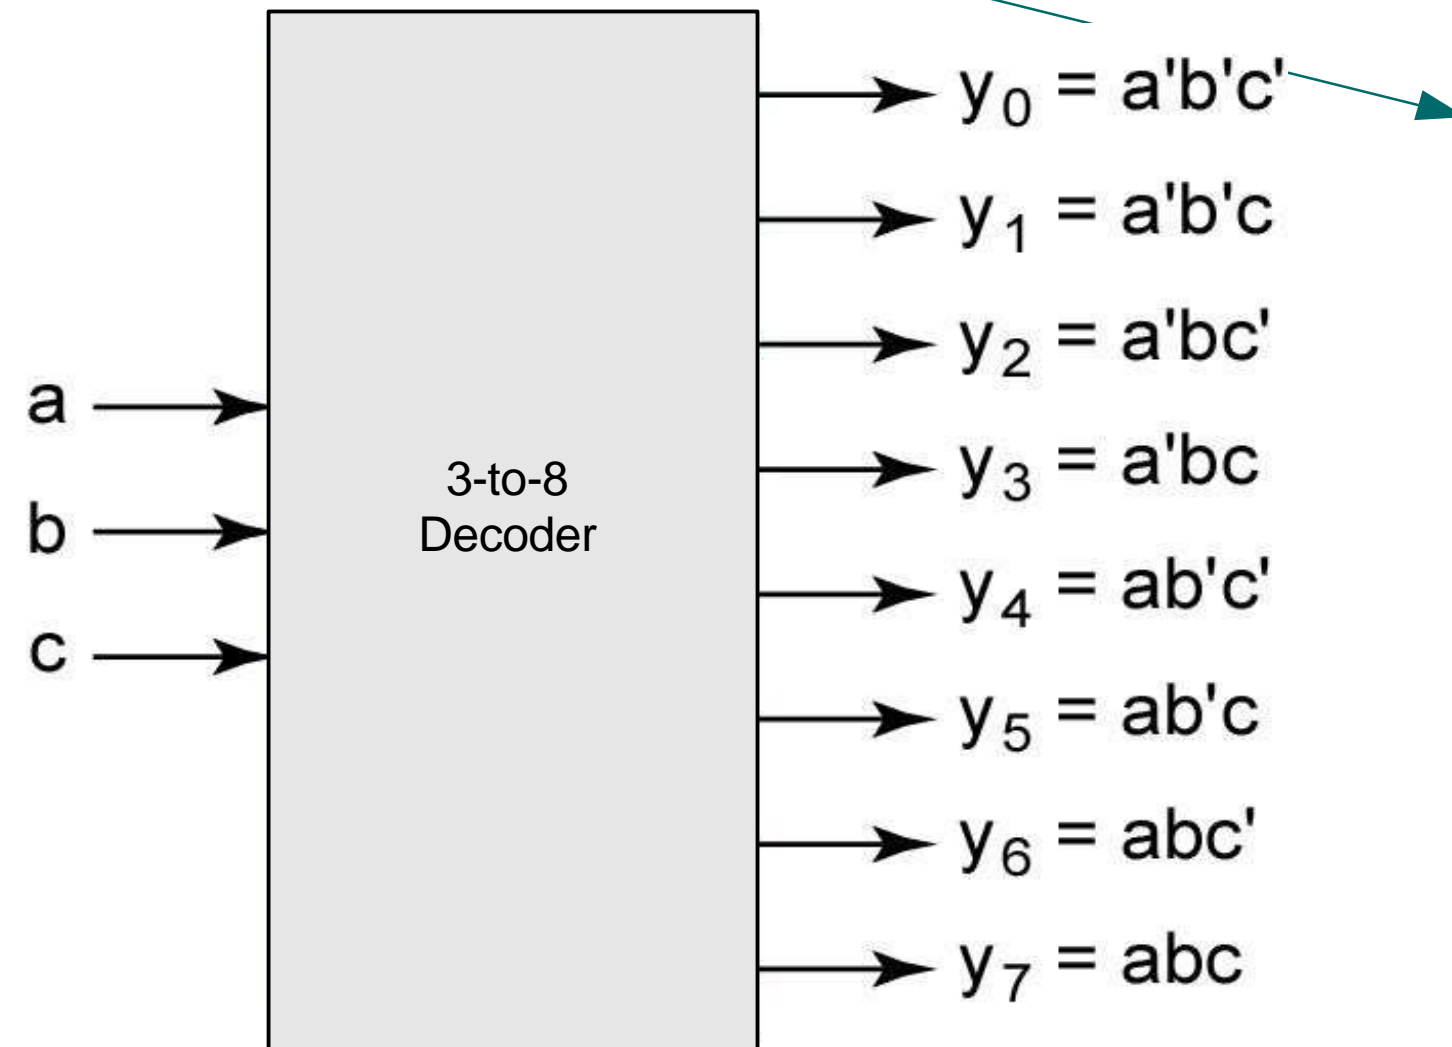 y₀ = a'b'c'
y₁ = a'b'c
y₂ = a'bc'
a
y₃ = a'bc
3-to-8
Decoder
b
y₄ = ab'c'
c
y₅ = ab'c
y₆ = abc'
y₇ = abc